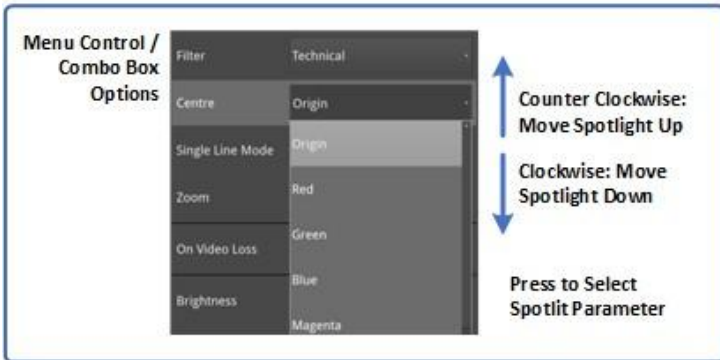 Menu Control /
Combo Box
Options
Filter Technical
Centre Origin
Origin
Single Line Mode
Red
Zoom
Green
On Video Loss
Blue
Brightness
Magenta
Counter Clockwise:
Move Spotlight Up
Clockwise: Move
Spotlight Down
Press to Select
Spotlit Parameter